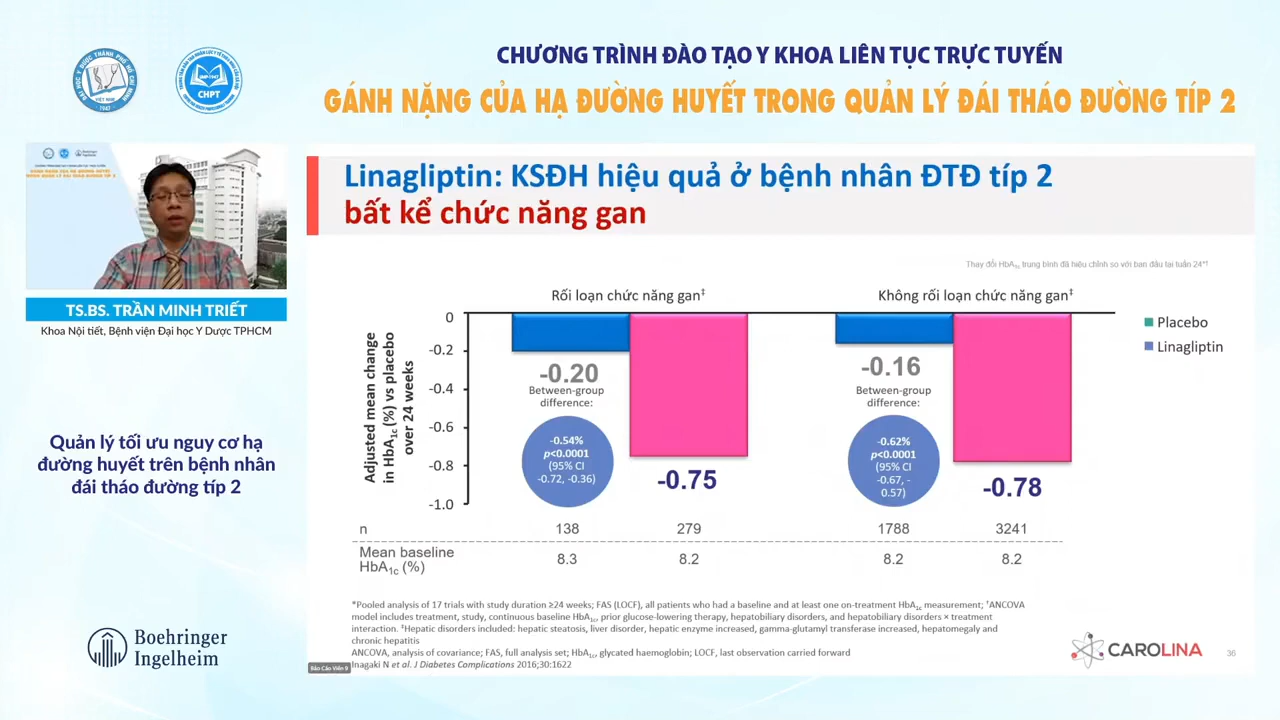 CHƯƠNG TRÌNH ĐÀO TẠO Y KHOA LIÊN TỤC TRỰC TUYẾN
GÁNH NẶNG CỦA HẠ ĐƯỜNG HUYẾT TRONG QUẢN LÝ ĐÁI THÁO ĐƯỜNG TÍP 2
CHPT
TS.BS. TRẦN MINH TRIẾT
Khoa Nội tiết, Bệnh viện Đại học Y Dược TPHCM
Quản lý tối ưu nguy cơ hạ
đường huyết trên bệnh nhân
đái tháo đường típ 2
Boehringer
Ingelheim
Linagliptin: KSĐH hiệu quả ở bệnh nhân ĐTĐ típ 2
bất kể chức năng gan
Thay đổi HbA1c trung bình đã hiệu chỉnh so với ban đầu tại tuần 24*†
Rối loạn chức năng gan‡
Không rối loạn chức năng gan‡
Placebo
Linagliptin
Adjusted mean change
in HbA1c (%) vs placebo
over 24 weeks
0
-0.2
-0.4
-0.6
-0.8
-1.0
-0.20
Between-group
difference:
-0.54%
p<0.0001
(95% CI
-0.72, -0.36)
-0.75
-0.16
Between-group
difference:
-0.62%
p<0.0001
(95% CI
-0.67, -
0.57)
-0.78
n 138 279 1788 3241
Mean baseline
HbA1c (%) 8.3 8.2 8.2 8.2
*Pooled analysis of 17 trials with study duration ≥24 weeks; FAS (LOCF), all patients who had a baseline and at least one on-treatment HbA1c measurement; †ANCOVA
model includes treatment, study, continuous baseline HbA1c, prior glucose-lowering therapy, hepatobiliary disorders, and hepatobiliary disorders × treatment
interaction. ‡Hepatic disorders included: hepatic steatosis, liver disorder, hepatic enzyme increased, gamma-glutamyl transferase increased, hepatomegaly and
chronic hepatitis
ANCOVA, analysis of covariance; FAS, full analysis set; HbA1c, glycated haemoglobin; LOCF, last observation carried forward
Inagaki N et al. J Diabetes Complications 2016;30:1622
Báo Cáo Viên 9
CAROLINA
36